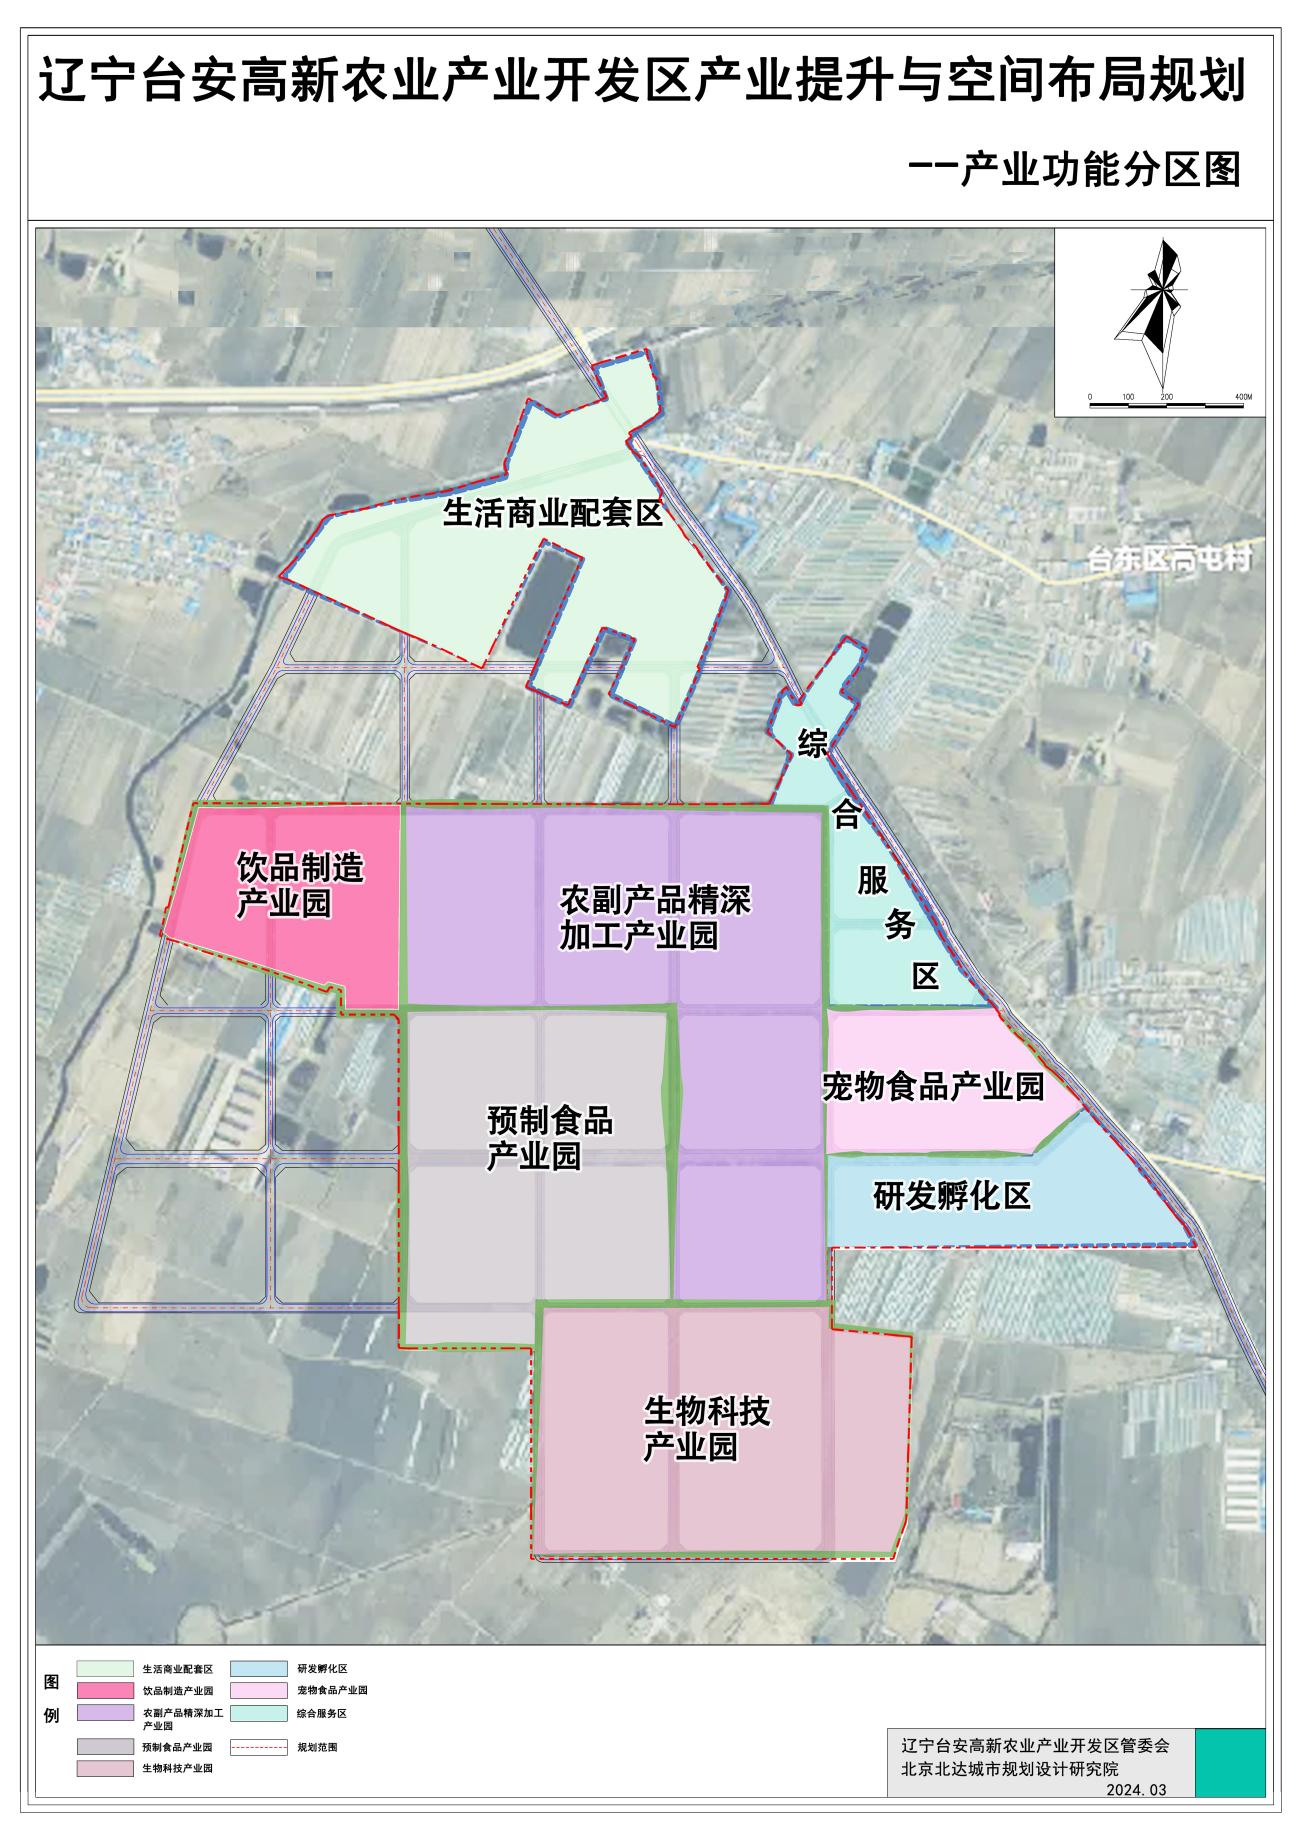 辽宁台安高新农业产业开发区产业提升与空间布局规划
--产业功能分区图
0 100 200 400M
生活商业配套区
台东区高屯村
综
合
服
务
区
饮品制造
产业园
农副产品精深
加工产业园
宠物食品产业园
预制食品
产业园
研发孵化区
生物科技
产业园
图
例
生活商业配套区
饮品制造产业园
农副产品精深加工
产业园
预制食品产业园
生物科技产业园
研发孵化区
宠物食品产业园
综合服务区
规划范围
辽宁台安高新农业产业开发区管委会
北京北达城市规划设计研究院
2024.03